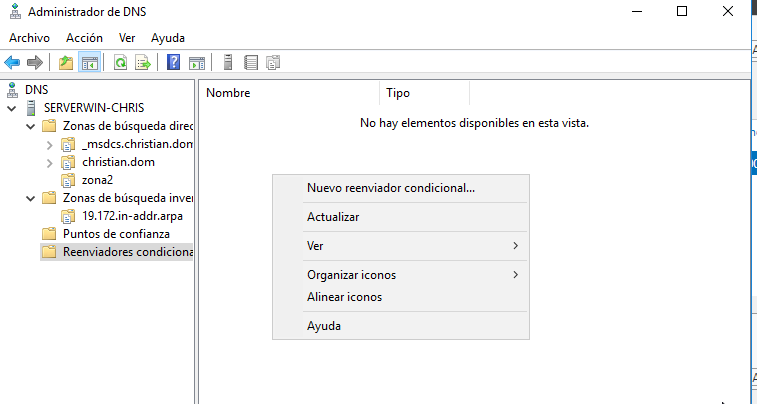 Administrador de DNS
Archivo Acción Ver Ayuda
DNS
SERVERWIN-CHRIS
Zonas de búsqueda direc
_msdcs.christian.dom
christian.dom
zona2
Zonas de búsqueda inver
19.172.in-addr.arpa
Puntos de confianza
Reenviadores condiciona
Nombre Tipo
No hay elementos disponibles en esta vista.
Nuevo reenviador condicional...
Actualizar
Ver
Organizar iconos
Alinear iconos
Ayuda